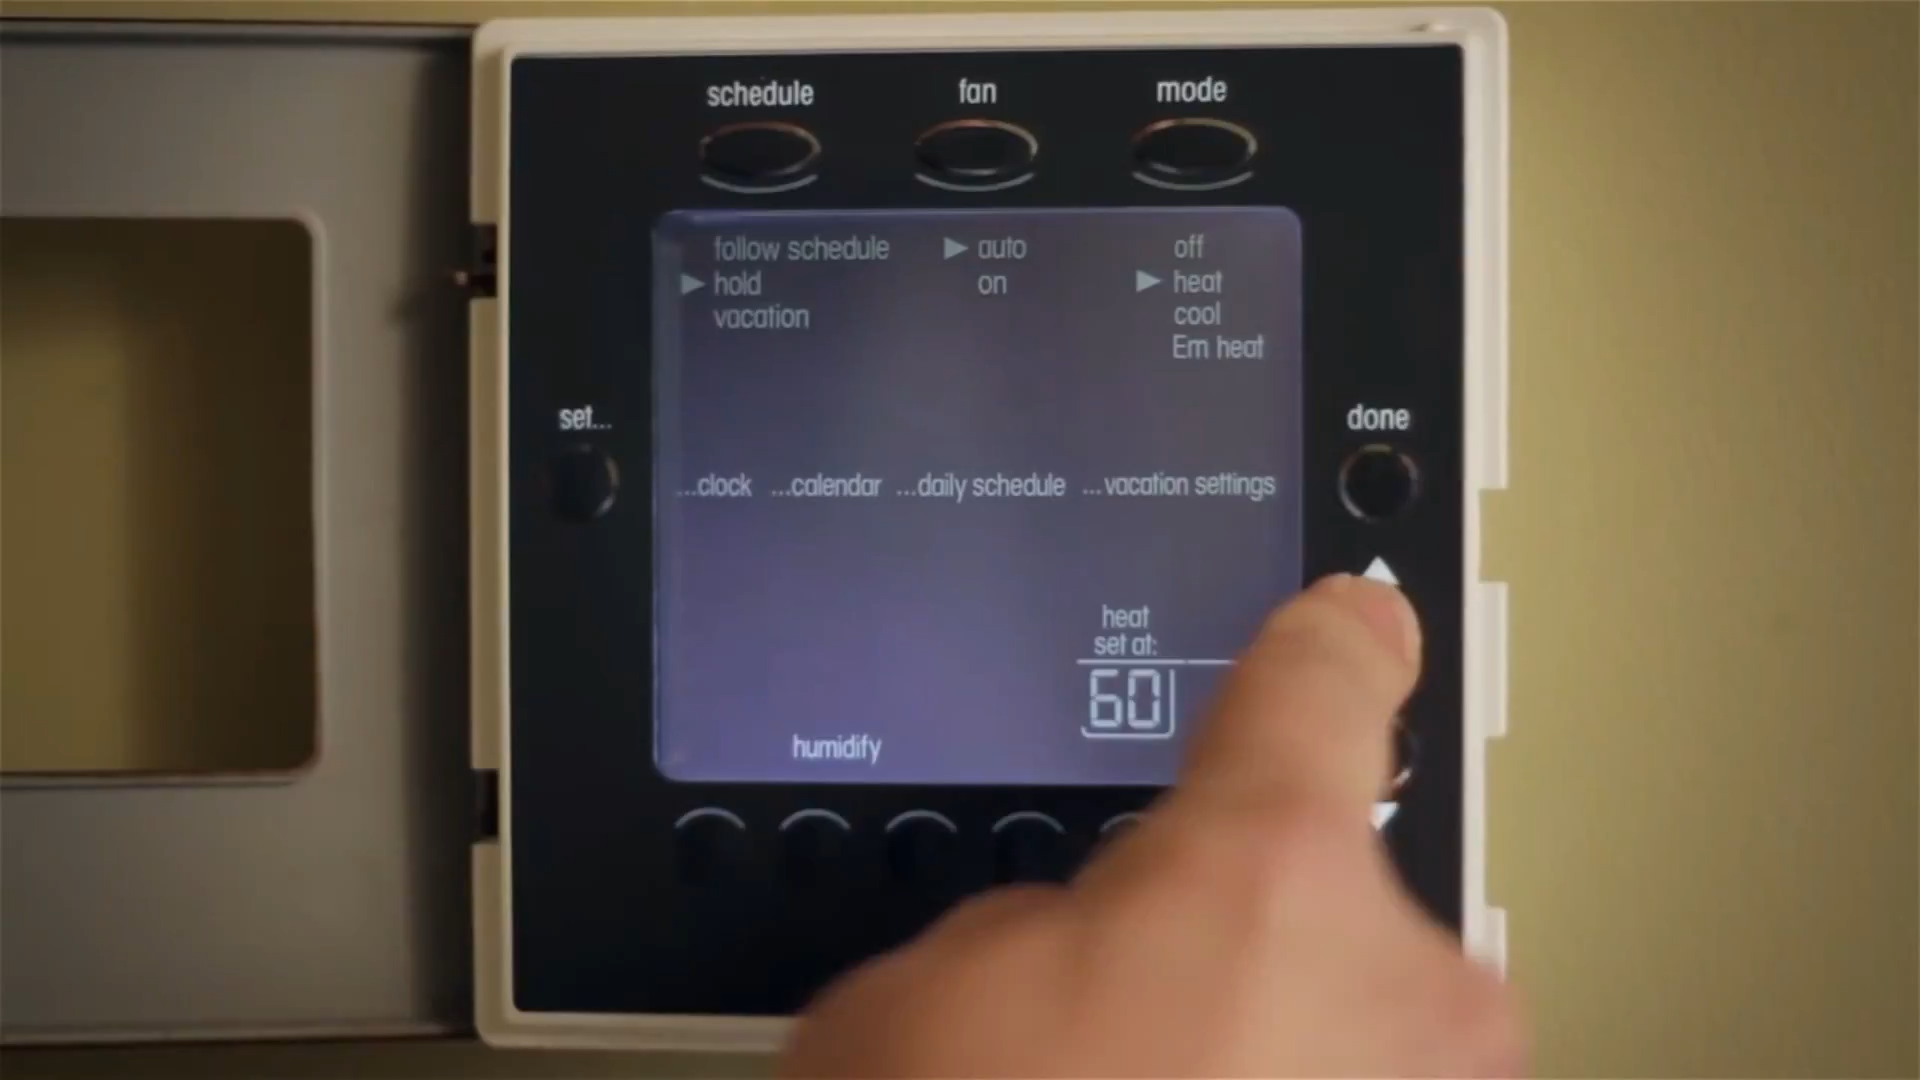 schedule fan mode
follow schedule ▶ auto off
▶ hold on ▶ heat
vacation cool
Em heat
set... done
...clock ...calendar ...daily schedule ...vacation settings
heat
set at:
60
humidify